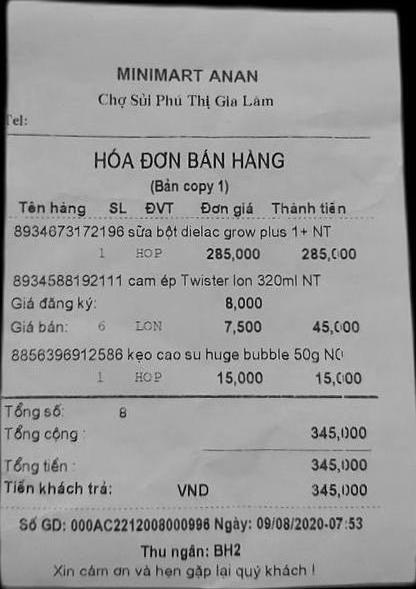 MINIMART ANAN
Chợ Sủi Phú Thị Gia Lâm
Tel:
HÓA ĐƠN BÁN HÀNG
(Bản copy 1)
Tên hàng SL ĐVT Đơn giá Thành tiền
8934673172196 sữa bột dielac grow plus 1+ NT
1 HOP 285,000 285,000
8934588192111 cam ép Twister lon 320ml NT
Giá đăng ký: 8,000
Giá bán: 6 LON 7,500 45,000
8856396912586 kẹo cao su huge bubble 50g NC
1 HOP 15,000 15,000
Tổng số: 8
Tổng cộng : 345,000
Tổng tiền : 345,000
Tiền khách trả: VND 345,000
Số GD: 000AC2212008000996 Ngày: 09/08/2020-07:53
Thu ngân: BH2
Xin cám ơn và hẹn gặp lại quý khách !